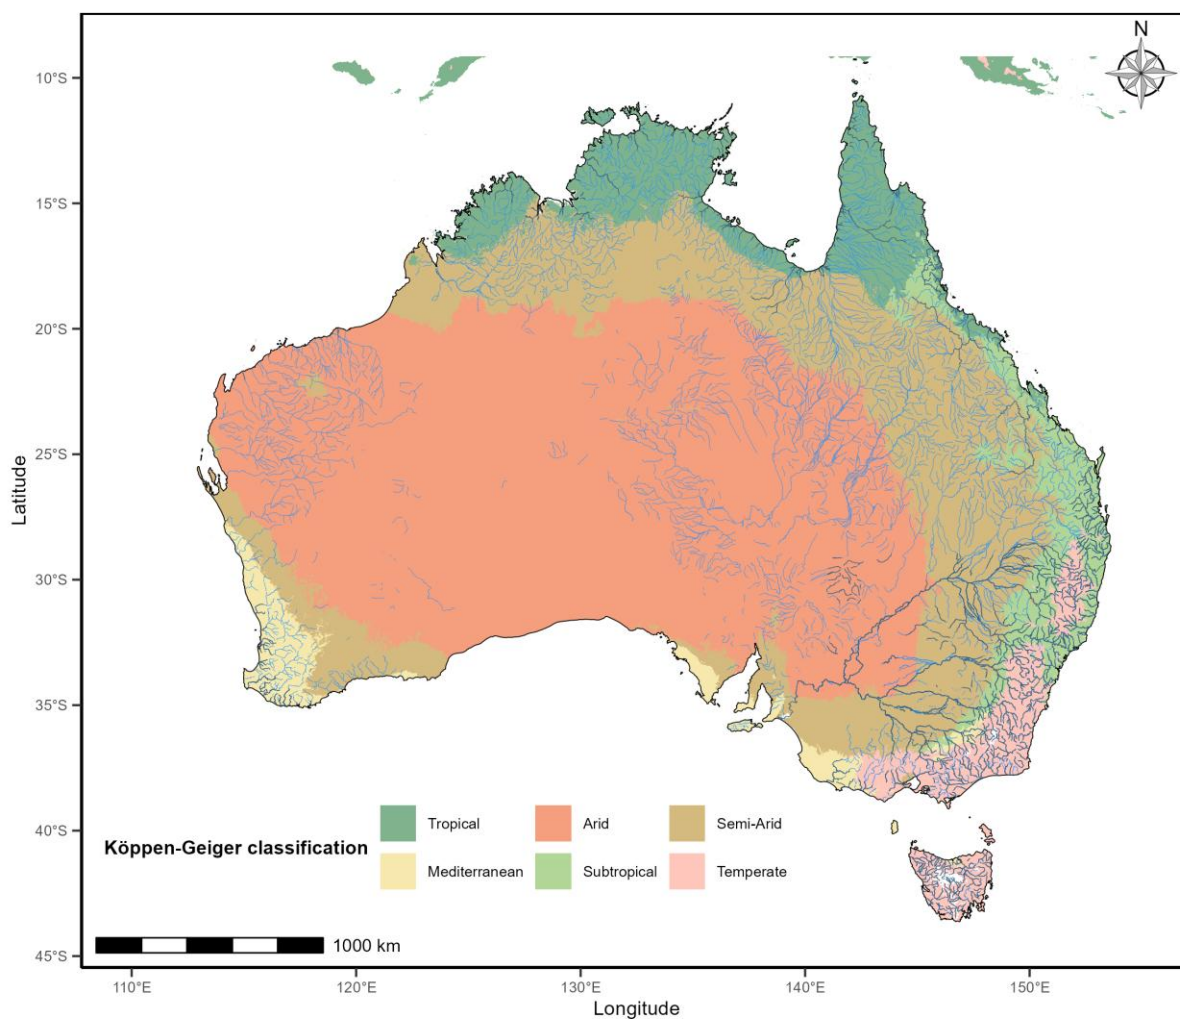 N
10°S
15°S
20°S
25°S
30°S
35°S
40°S
45°S
Latitude
Köppen-Geiger classification
Tropical
Arid
Semi-Arid
Mediterranean
Subtropical
Temperate
1000 km
110°E
120°E
130°E
140°E
150°E
Longitude